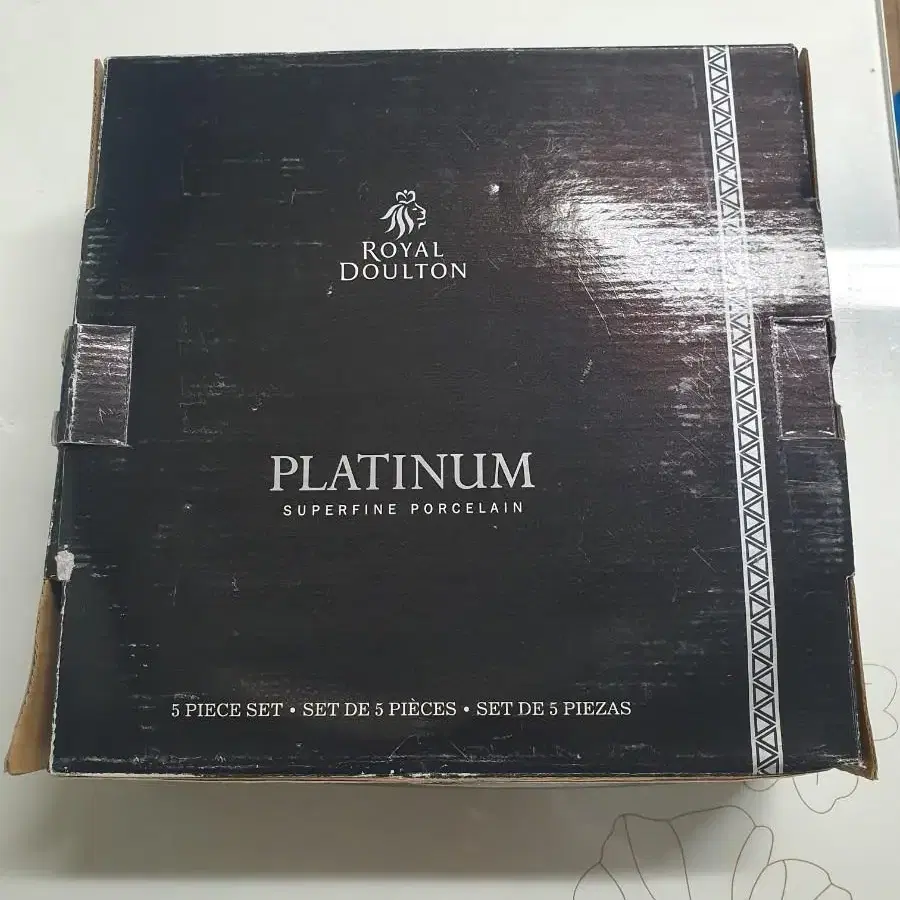 ROYAL
DOULTON
PLATINUM
SUPERFINE PORCELAIN
5 PIECE SET • SET DE 5 PIÈCES • SET DE 5 PIEZAS